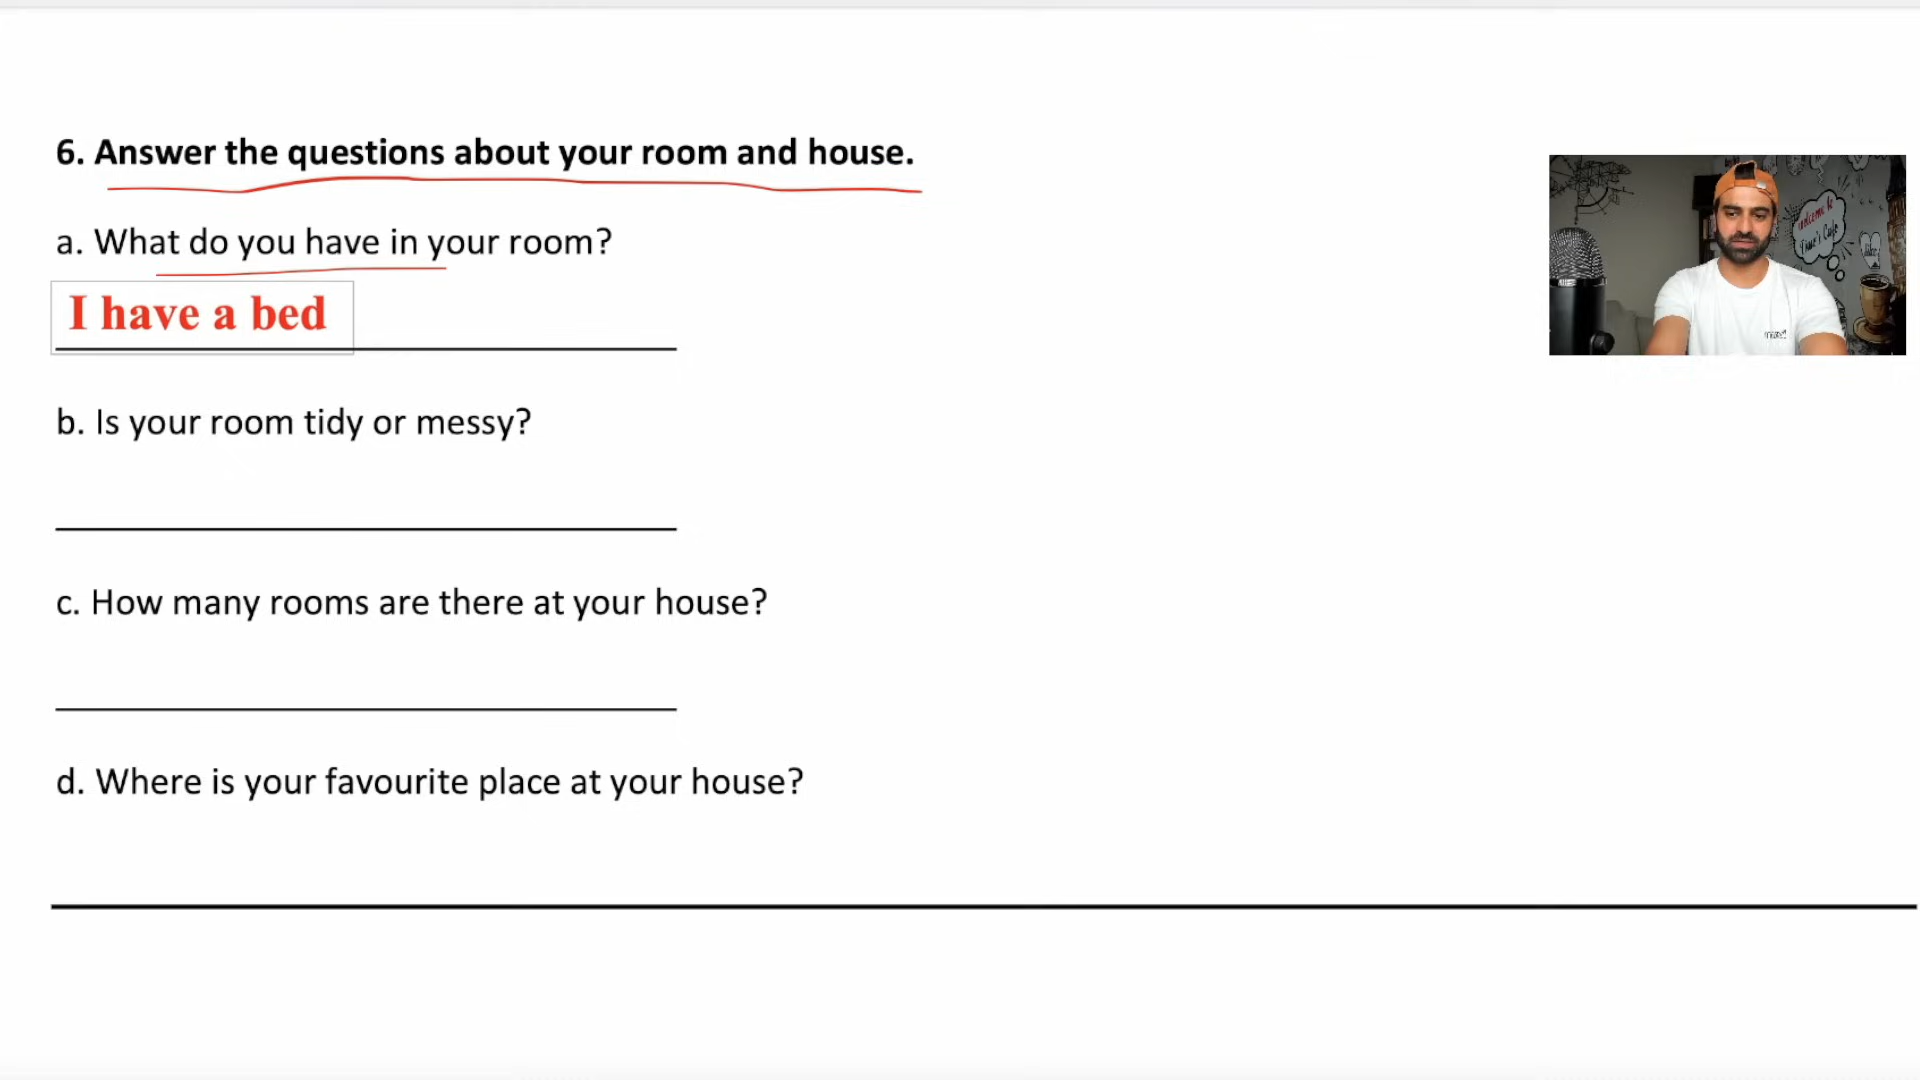 6. Answer the questions about your room and house.
a. What do you have in your room?
I have a bed
b. Is your room tidy or messy?
c. How many rooms are there at your house?
d. Where is your favourite place at your house?
welcome to